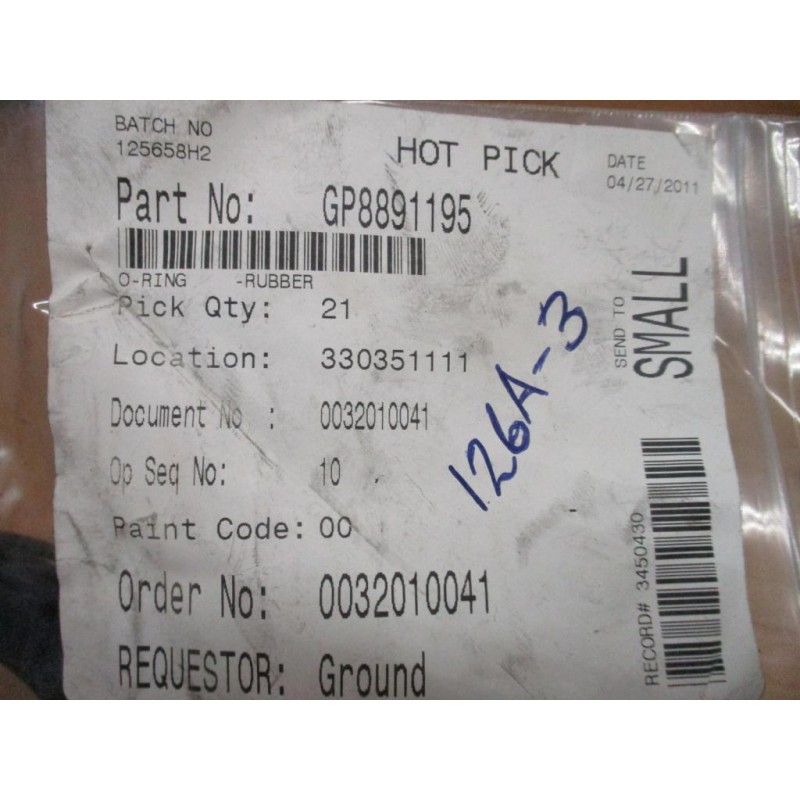 BATCH NO
125658H2
HOT PICK
DATE
04/27/2011
Part No: GP8891195
O-RING -RUBBER
Pick Qty: 21
Location: 330351111
Document No : 0032010041
Op Seq No: 10
Paint Code: 00
Order No: 0032010041
REQUESTOR: Ground
SEND TO
SMALL
126A-3
RECORD# 3450430